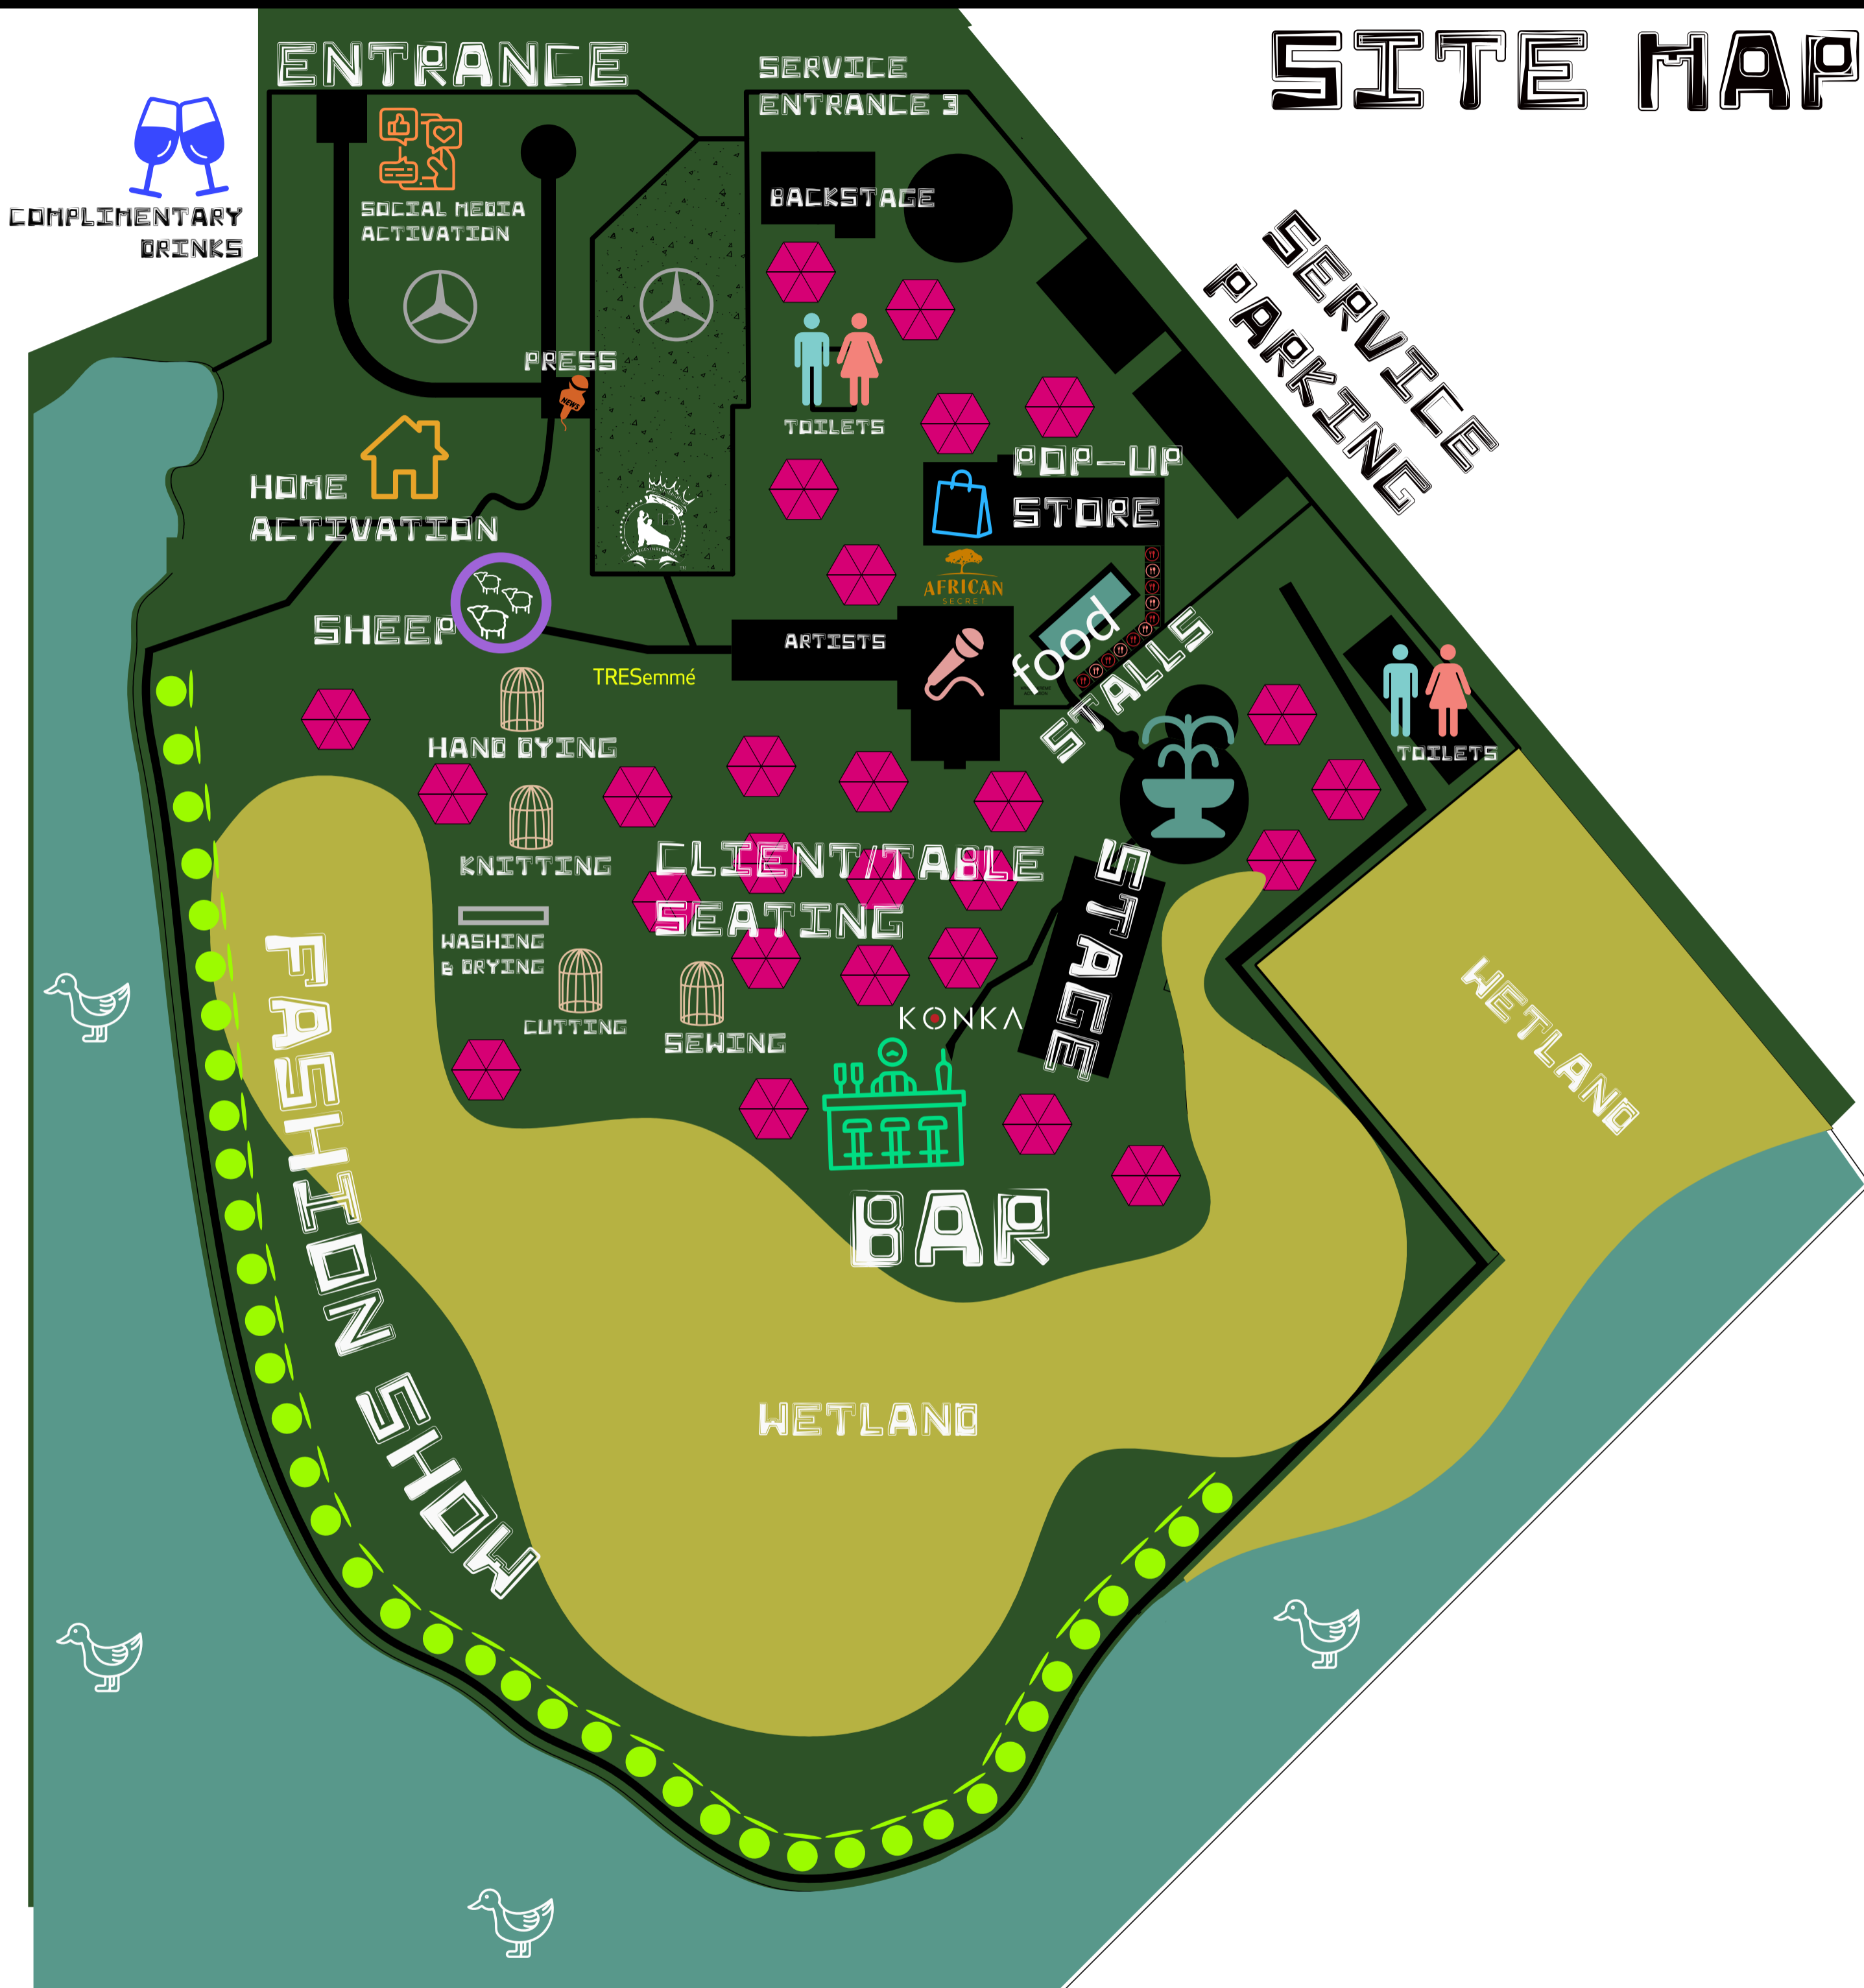 SITE MAP
ENTRANCE
SERVICE
ENTRANCE 3
COMPLIMENTARY
DRINKS
SOCIAL MEDIA
ACTIVATION
BACKSTAGE
SERVICE
PARKING
PRESS
NEWS
TOILETS
HOME
ACTIVATION
POP-UP
STORE
AFRICAN
SECRET
SHEEP
ARTISTS
food
STALLS
TRESemmé
HAND DYING
TOILETS
KNITTING
CLIENT/TABLE
SEATING
STAGE
WASHING
& DRYING
CUTTING
SEWING
KONKA
WETLAND
FASHION SHOW
BAR
WETLAND